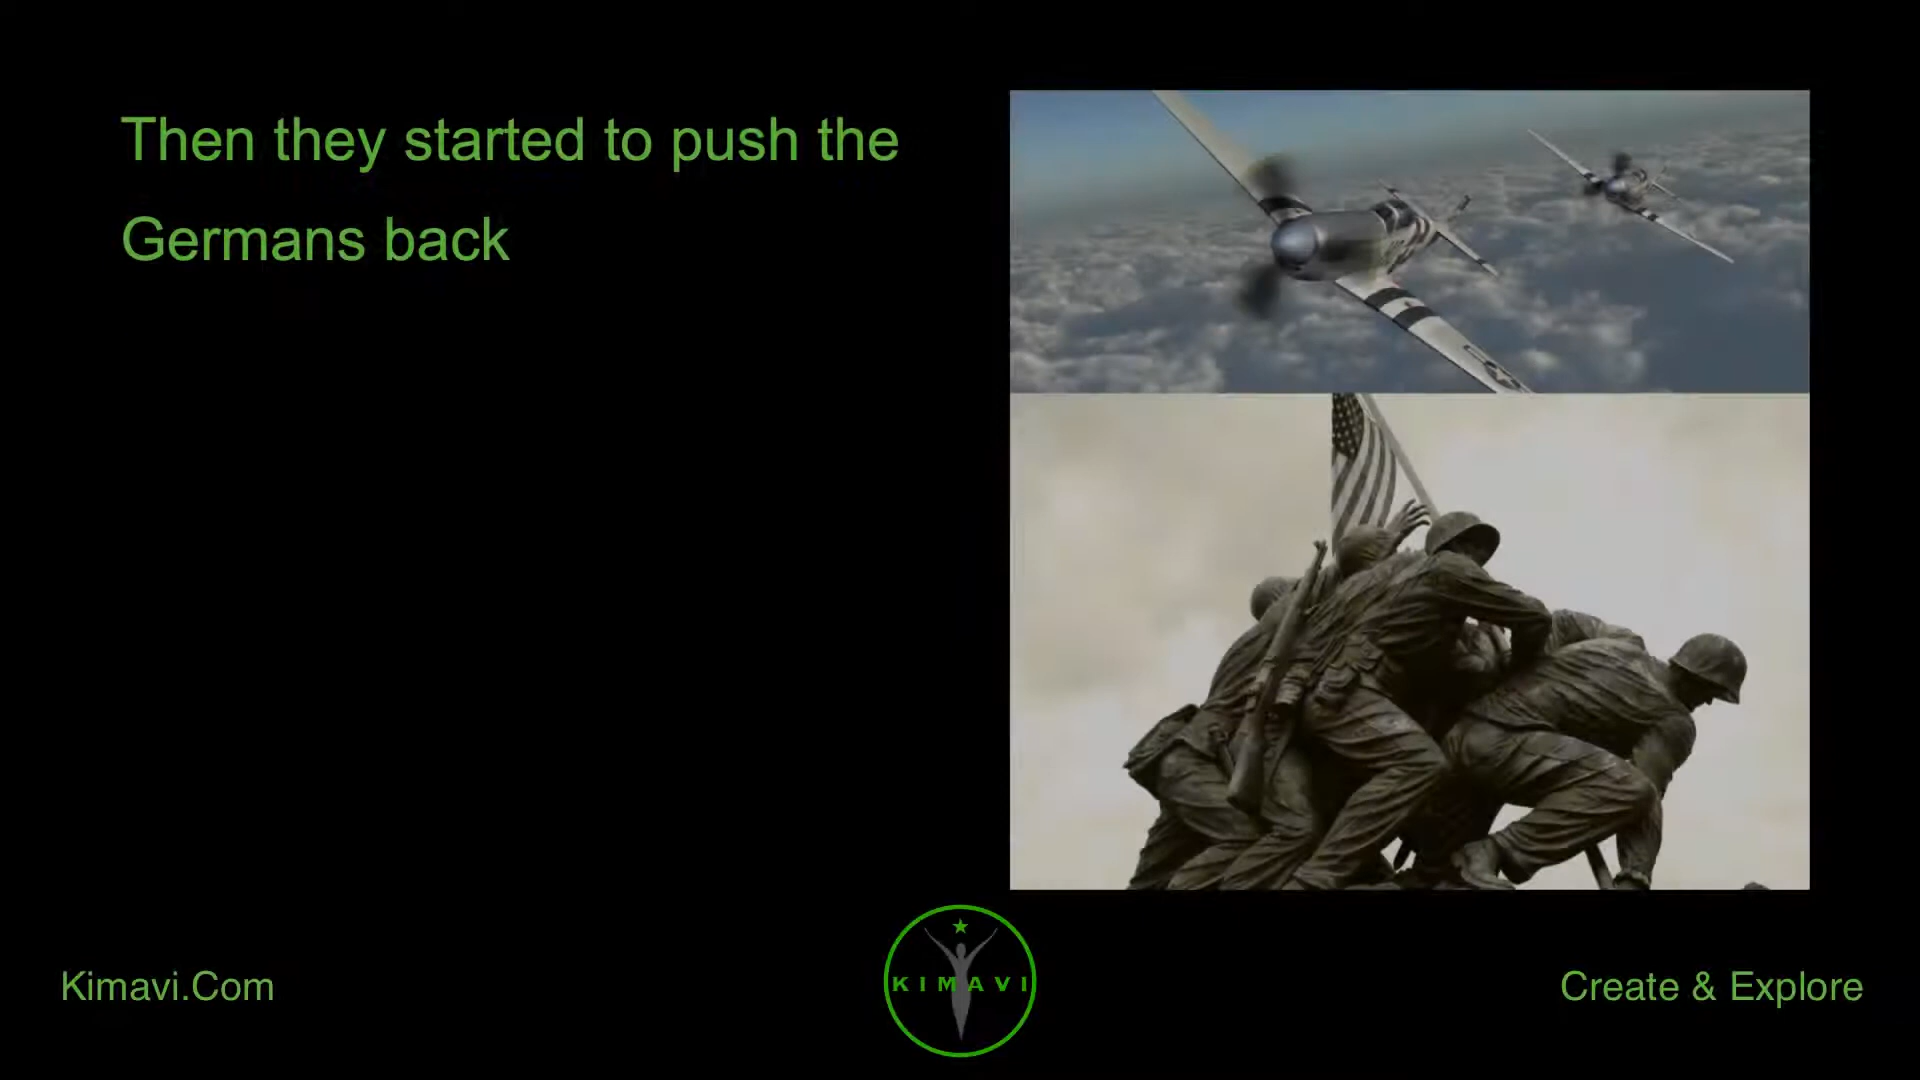 Then they started to push the
Germans back
KIMAVI
Kimavi.Com
Create & Explore